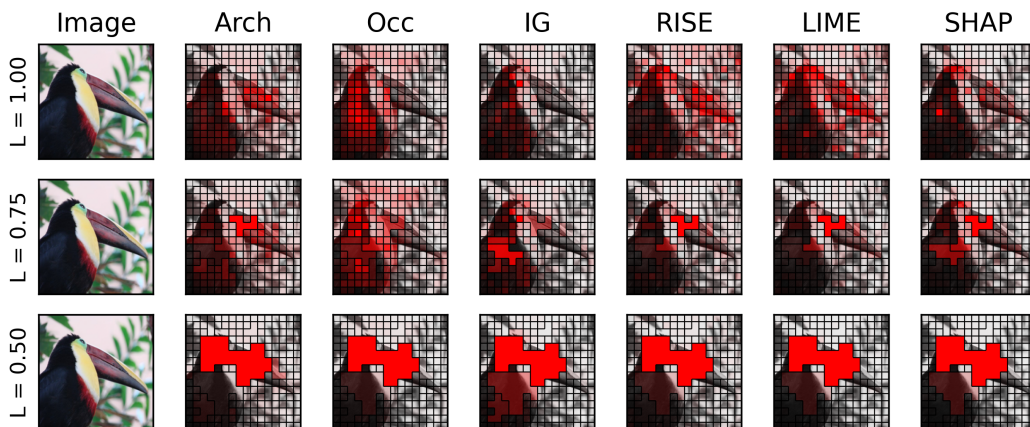 Image Arch Occ IG RISE LIME SHAP
L = 1.00
L = 0.75
L = 0.50